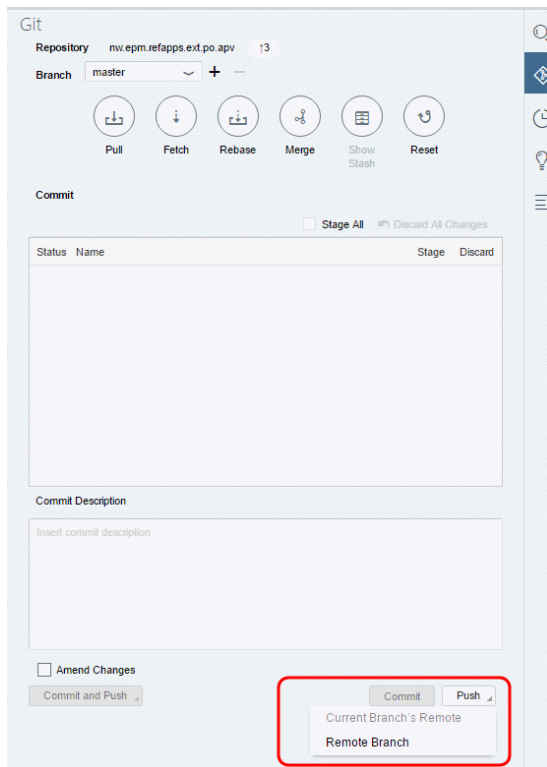 Git
Repository nw.epm.refapps.ext.po.apv ↑3
Branch master
Pull Fetch Rebase Merge Show Stash Reset
Commit
Stage All Discard All Changes
Status Name Stage Discard
Commit Description
Insert commit description
Amend Changes
Commit and Push Commit Push
Current Branch's Remote
Remote Branch